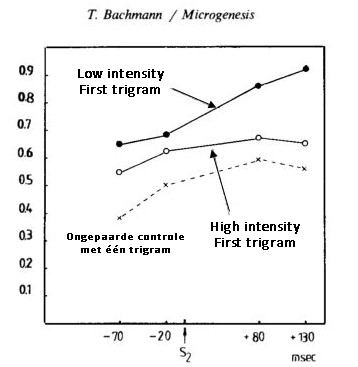 T. Bachmann / Microgenesis
0.9
0.8
0.7
0.6
0.5
0.4
0.3
0.2
0.1
Low intensity
First trigram
High intensity
First trigram
Ongepaarde controle
met één trigram
-70
-20
S2
+80
+130
msec